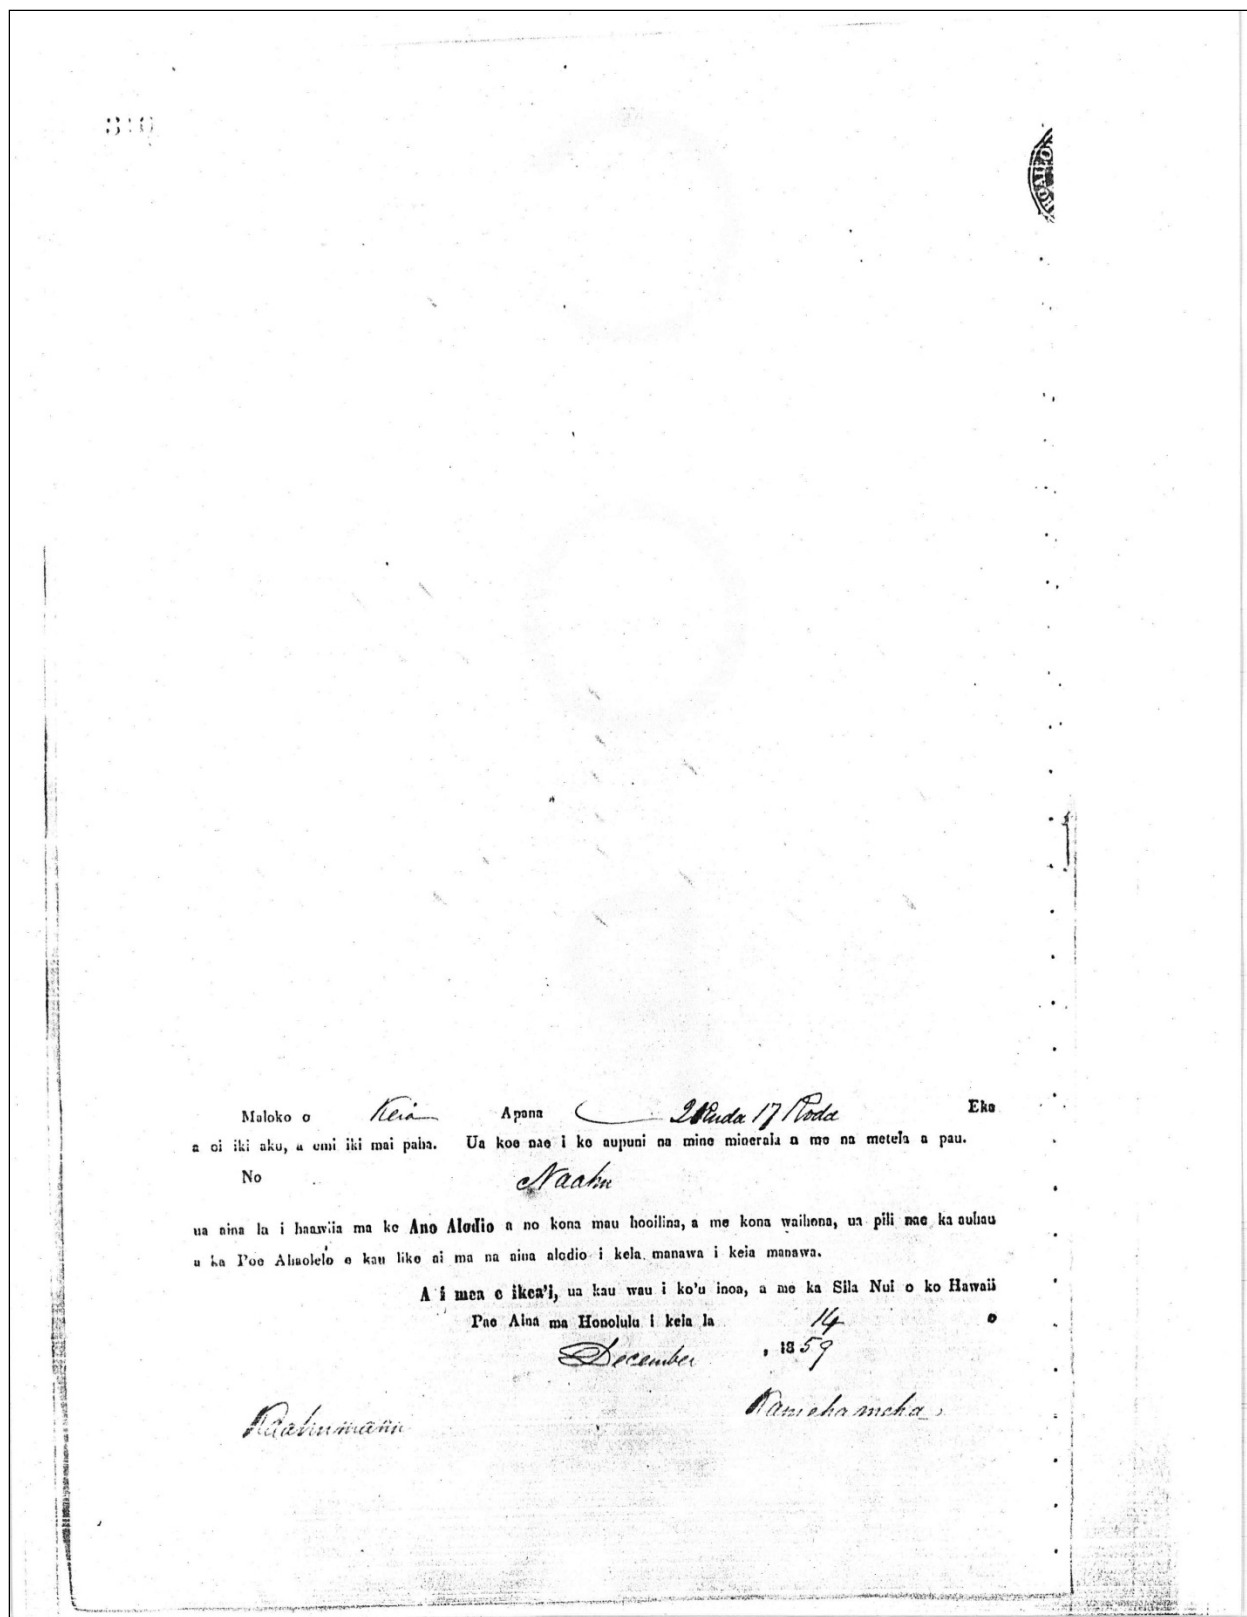 310
Maloko o Keia Apana 2 Ruda 17 Roda Eka
a oi iki aku, a emi iki mai paha. Ua koe nae i ke aupuni na mine minerala a me na metela a pau.
No Naaku
ua aina la i haawiia ma ke Ano Alodio a no kona mau hooilina, a me kona waihona, ua pili nae ka auhau
a ka Poe Ahaolelo e kau like ai ma na aina alodio i kela manawa i keia manawa.
A i mea e ikea'i, ua kau wau i ko'u inoa, a me ka Sila Nui o ko Hawaii
Pae Aina ma Honolulu i keia la 14 o
December , 1859
Kamehameha
Kaahumanu